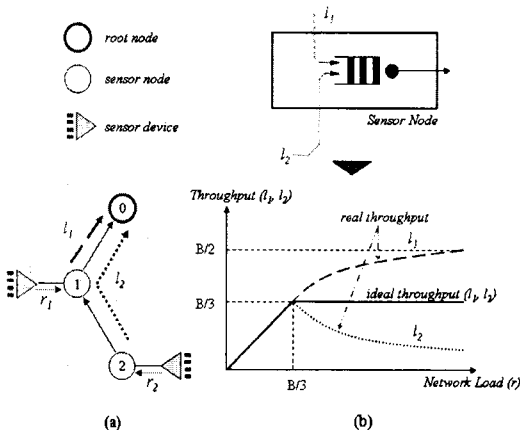 root node
sensor node
sensor device
l1
l2
Sensor Node
0
l1
l2
1
r1
2
r2
(a)
Throughput (l1, l2)
real throughput
B/2
l1
B/3
ideal throughput (l1, l2)
l2
B/3
Network Load (r)
(b)